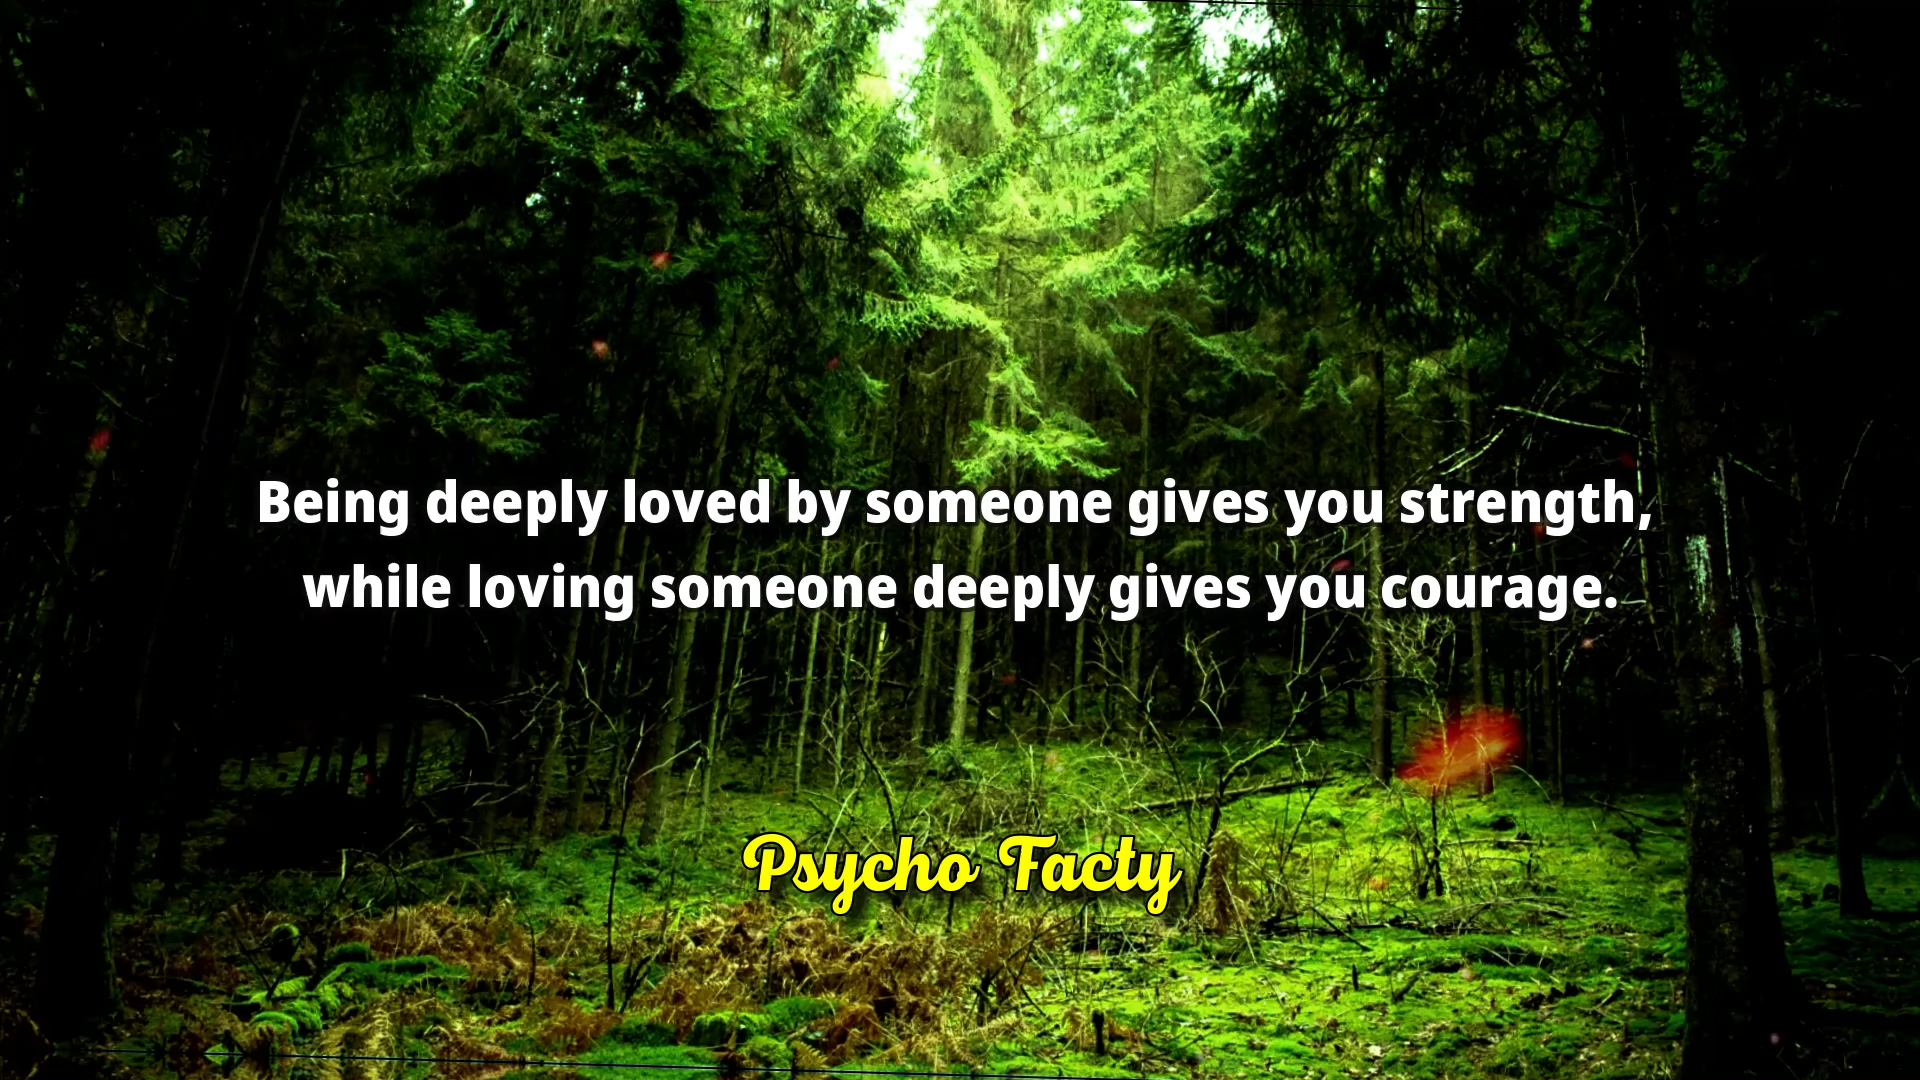 Being deeply loved by someone gives you strength,
while loving someone deeply gives you courage.
Psycho Facty